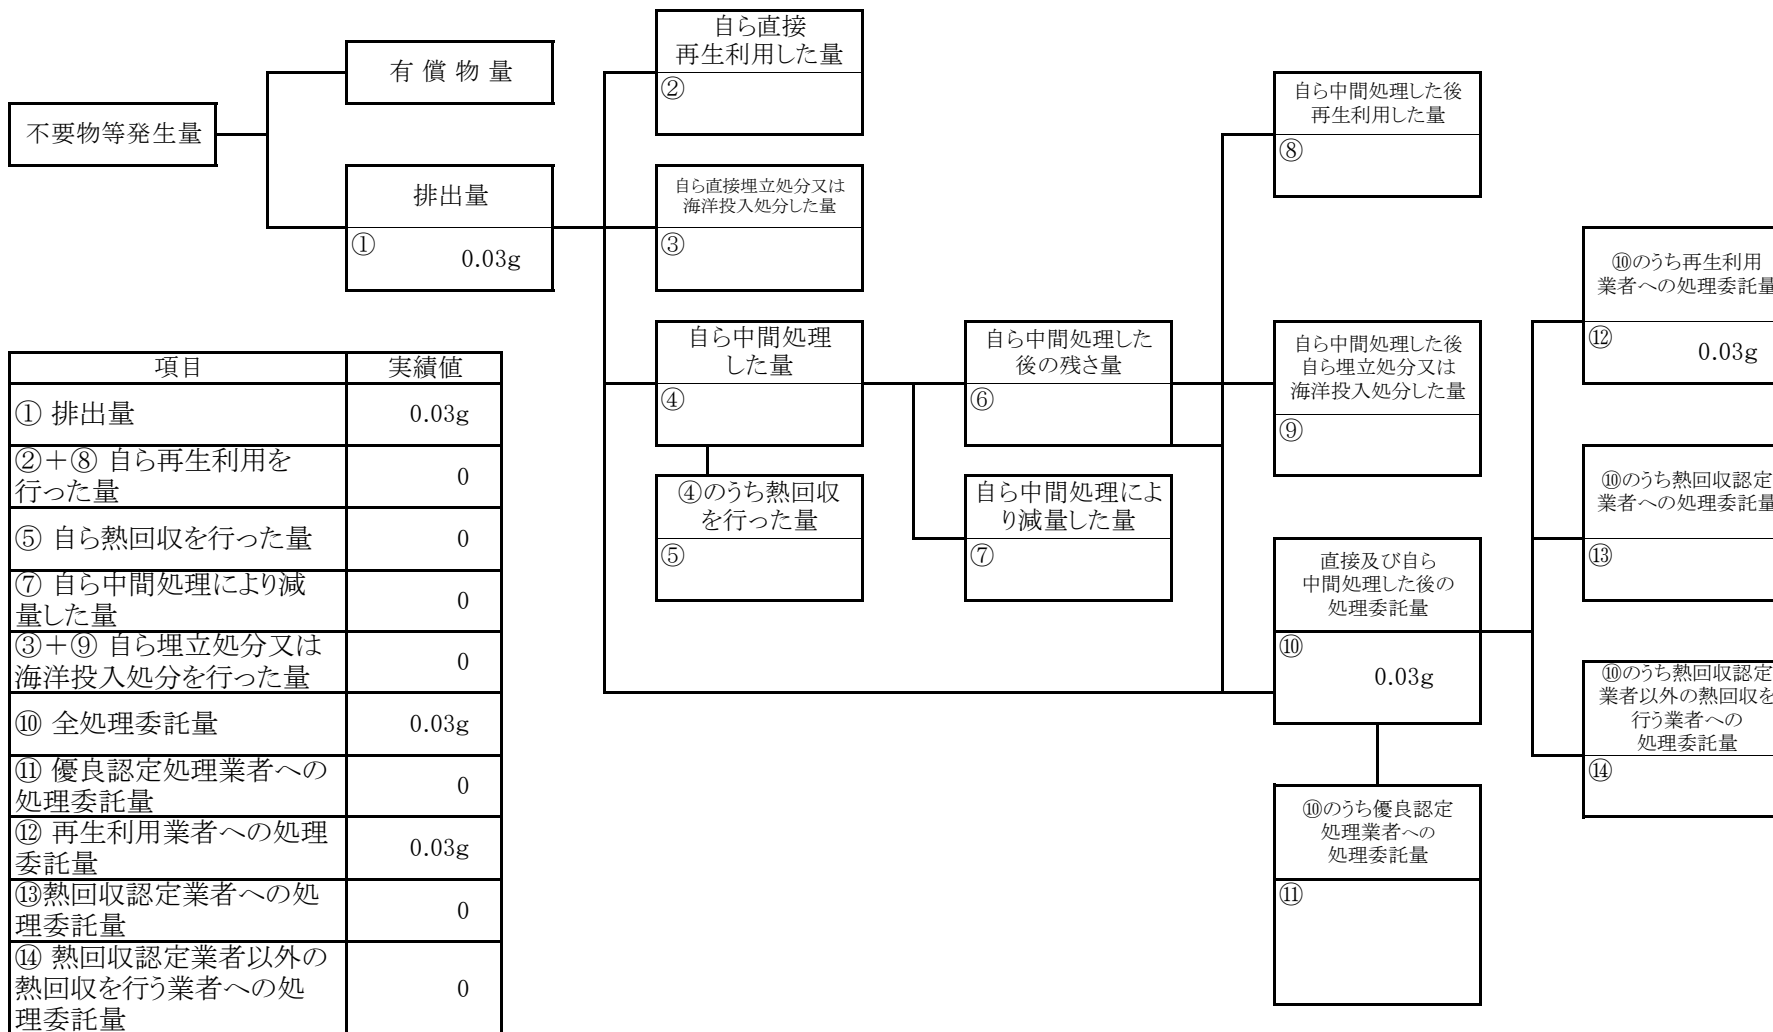 不要物等発生量
有 償 物 量
排出量
①
0.03g
自ら直接
再生利用した量
②
自ら直接埋立処分又は
海洋投入処分した量
③
自ら中間処理
した量
④
④のうち熱回収
を行った量
⑤
自ら中間処理した
後の残さ量
⑥
自ら中間処理によ
り減量した量
⑦
自ら中間処理した後
再生利用した量
⑧
自ら中間処理した後
自ら埋立処分又は
海洋投入処分した量
⑨
直接及び自ら
中間処理した後の
処理委託量
⑩
0.03g
⑩のうち優良認定
処理業者への
処理委託量
⑪
⑩のうち再生利用
業者への処理委託量
⑫
0.03g
⑩のうち熱回収認定
業者への処理委託量
⑬
⑩のうち熱回収認定
業者以外の熱回収を
行う業者への
処理委託量
⑭
項目 実績値
① 排出量 0.03g
②＋⑧ 自ら再生利用を
行った量 0
⑤ 自ら熱回収を行った量 0
⑦ 自ら中間処理により減
量した量 0
③＋⑨ 自ら埋立処分又は
海洋投入処分を行った量 0
⑩ 全処理委託量 0.03g
⑪ 優良認定処理業者への
処理委託量 0
⑫ 再生利用業者への処理
委託量 0.03g
⑬熱回収認定業者への処
理委託量 0
⑭ 熱回収認定業者以外の
熱回収を行う業者への処
理委託量 0